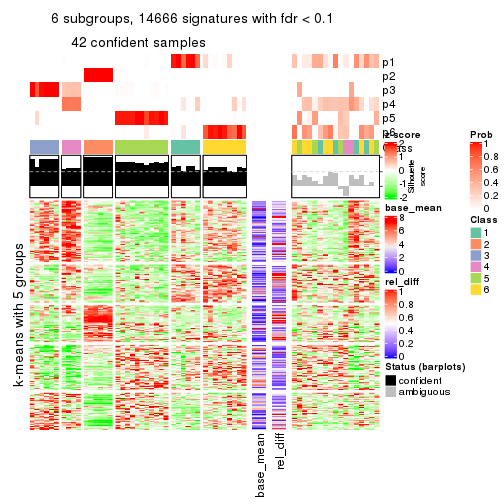 6 subgroups, 14666 signatures with fdr < 0.1
42 confident samples
p1
p2
p3
p4
p5
p6
Class
Silhouette
score
k-means with 5 groups
base_mean
rel_diff
z_score
2
1
0
-1
-2
base_mean
8
6
4
2
0
rel_diff
1
0.8
0.6
0.4
0.2
0
Status (barplots)
confident
ambiguous
Prob
1
0.8
0.6
0.4
0.2
0
Class
1
2
3
4
5
6